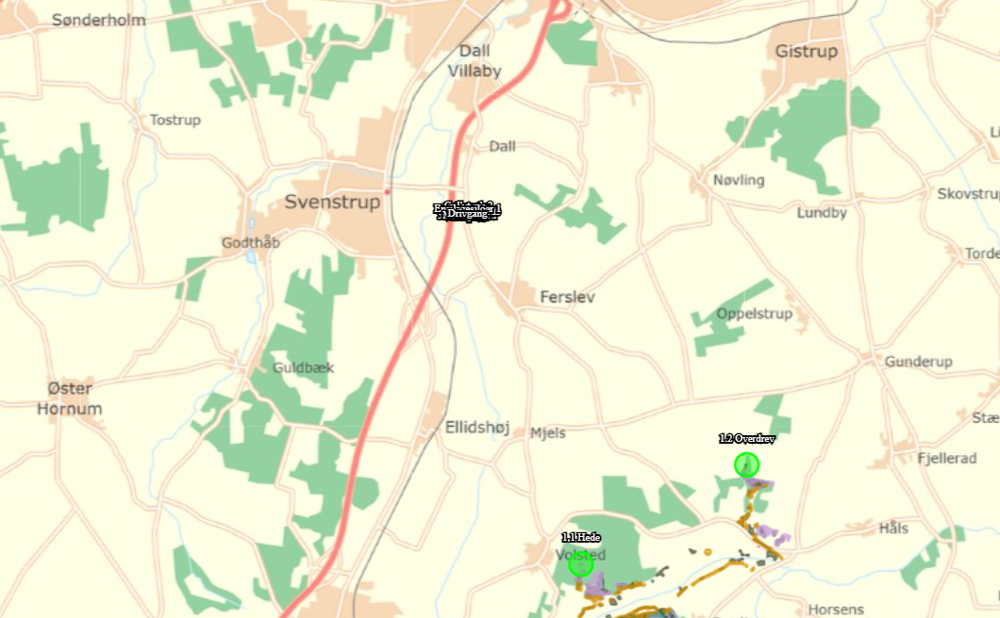 Sønderholm
Dall
Villaby
Gistrup
Tostrup
Dall
Nøvling
Svenstrup
Drivgang
Lundby
Skovstrup
Godthåb
Ferslev
Oppelstrup
Guldbæk
Gunderup
Øster
Hornum
Ellidshøj
Mjels
1.2 Overdrev
Fjellerad
Håls
1.1 Hede
Volsted
Horsens